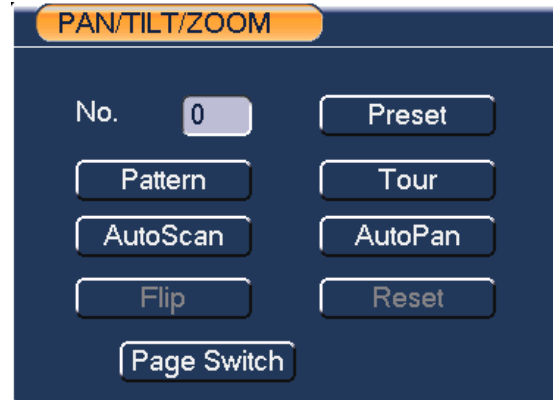 PAN/TILT/ZOOM
No. 0 Preset
Pattern Tour
AutoScan AutoPan
Flip Reset
Page Switch